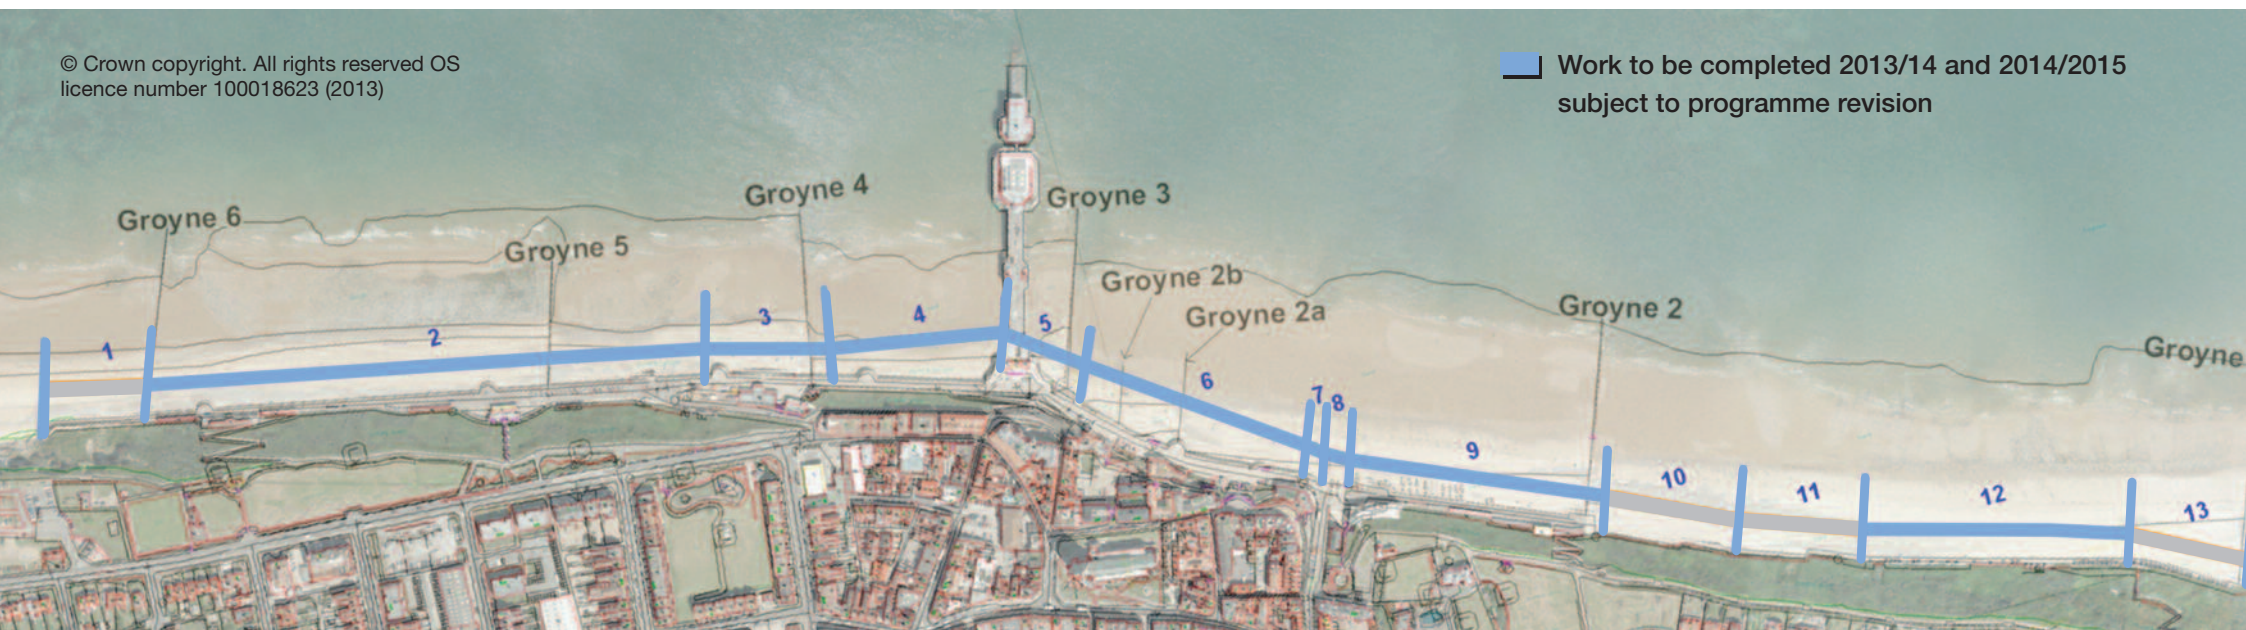 © Crown copyright. All rights reserved OS
licence number 100018623 (2013)
Work to be completed 2013/14 and 2014/2015
subject to programme revision
Groyne 6
Groyne 5
Groyne 4
Groyne 3
Groyne 2b
Groyne 2a
Groyne 2
Groyne
1
2
3
4
5
6
7
8
9
10
11
12
13